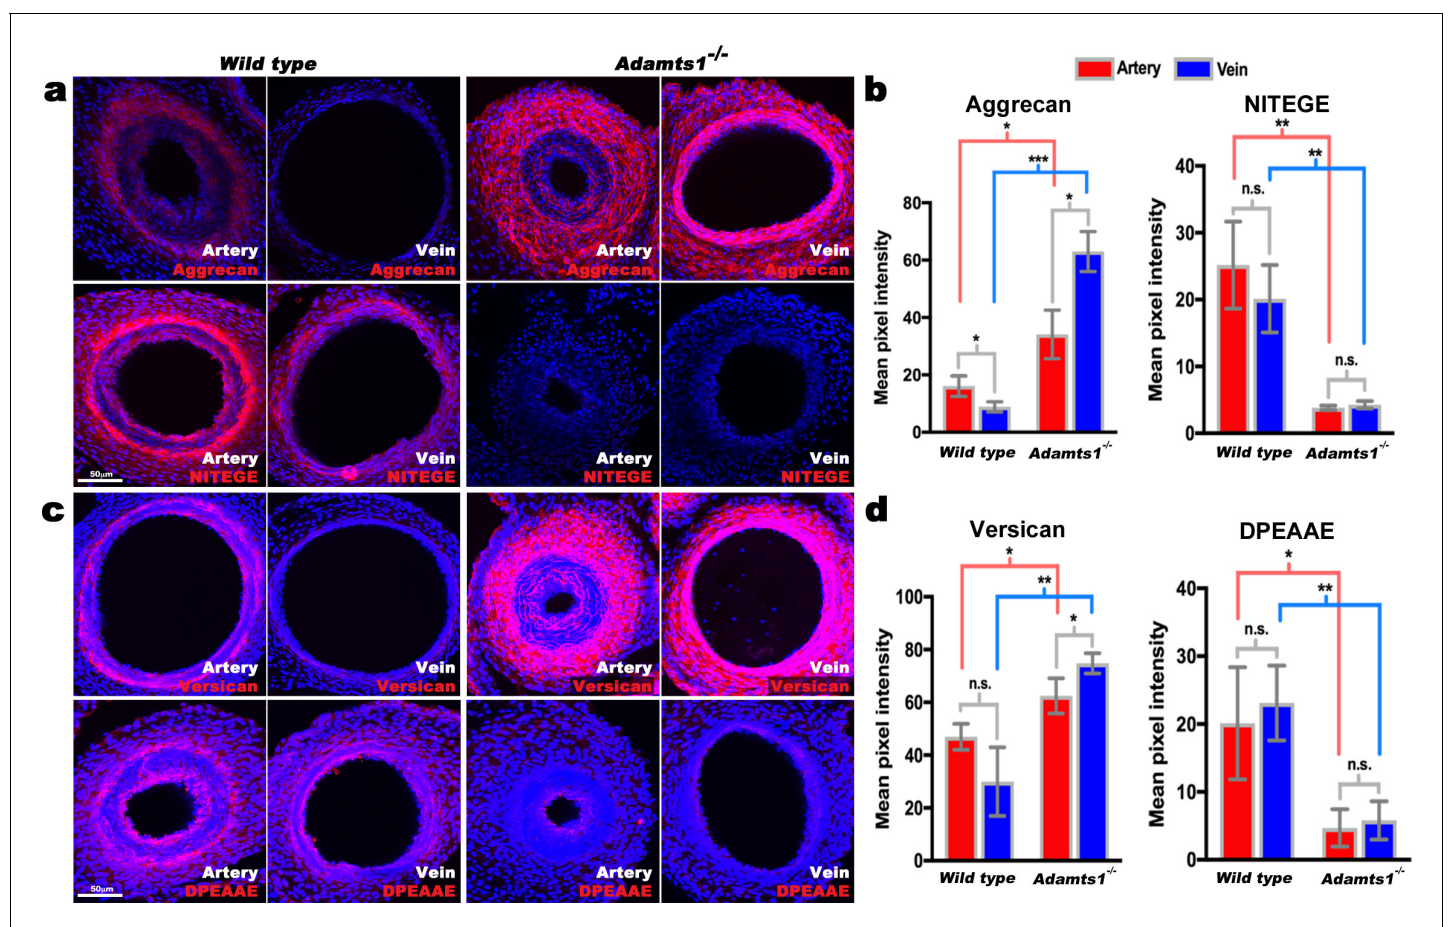 Wild type
Adamts1-/-
a
Artery
Aggrecan
Vein
Aggrecan
Artery
Aggrecan
Vein
Aggrecan
50µm
Artery
NITEGE
Vein
NITEGE
Artery
NITEGE
Vein
NITEGE
b
Artery
Vein
Aggrecan
*
***
*
*
Mean pixel intensity
80
60
40
20
0
Wild type
Adamts1-/-
NITEGE
**
**
n.s.
n.s.
Mean pixel intensity
40
30
20
10
0
Wild type
Adamts1-/-
c
Artery
Versican
Vein
Versican
Artery
Versican
Vein
Versican
50µm
Artery
DPEAAE
Vein
DPEAAE
Artery
DPEAAE
Vein
DPEAAE
d
Versican
*
**
*
n.s.
Mean pixel intensity
100
80
60
40
20
0
Wild type
Adamts1-/-
DPEAAE
*
**
n.s.
n.s.
Mean pixel intensity
40
30
20
10
0
Wild type
Adamts1-/-